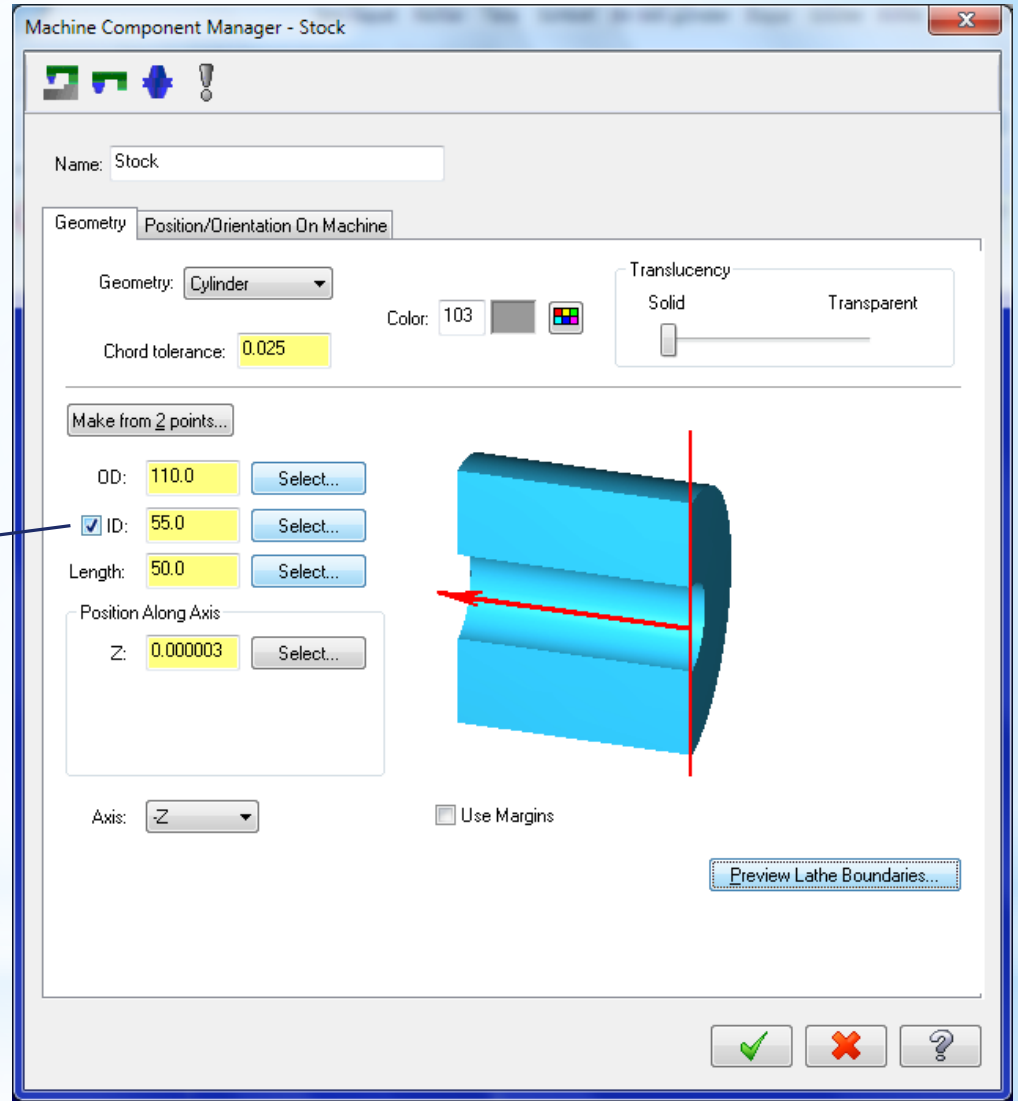 Machine Component Manager - Stock
Name: Stock
Geometry Position/Orientation On Machine
Geometry: Cylinder
Translucency
Solid Transparent
Color: 103
Chord tolerance: 0.025
Make from 2 points...
OD: 110.0 Select...
ID: 55.0 Select...
Length: 50.0 Select...
Position Along Axis
Z: 0.000003 Select...
Axis: -Z
Use Margins
Preview Lathe Boundaries...